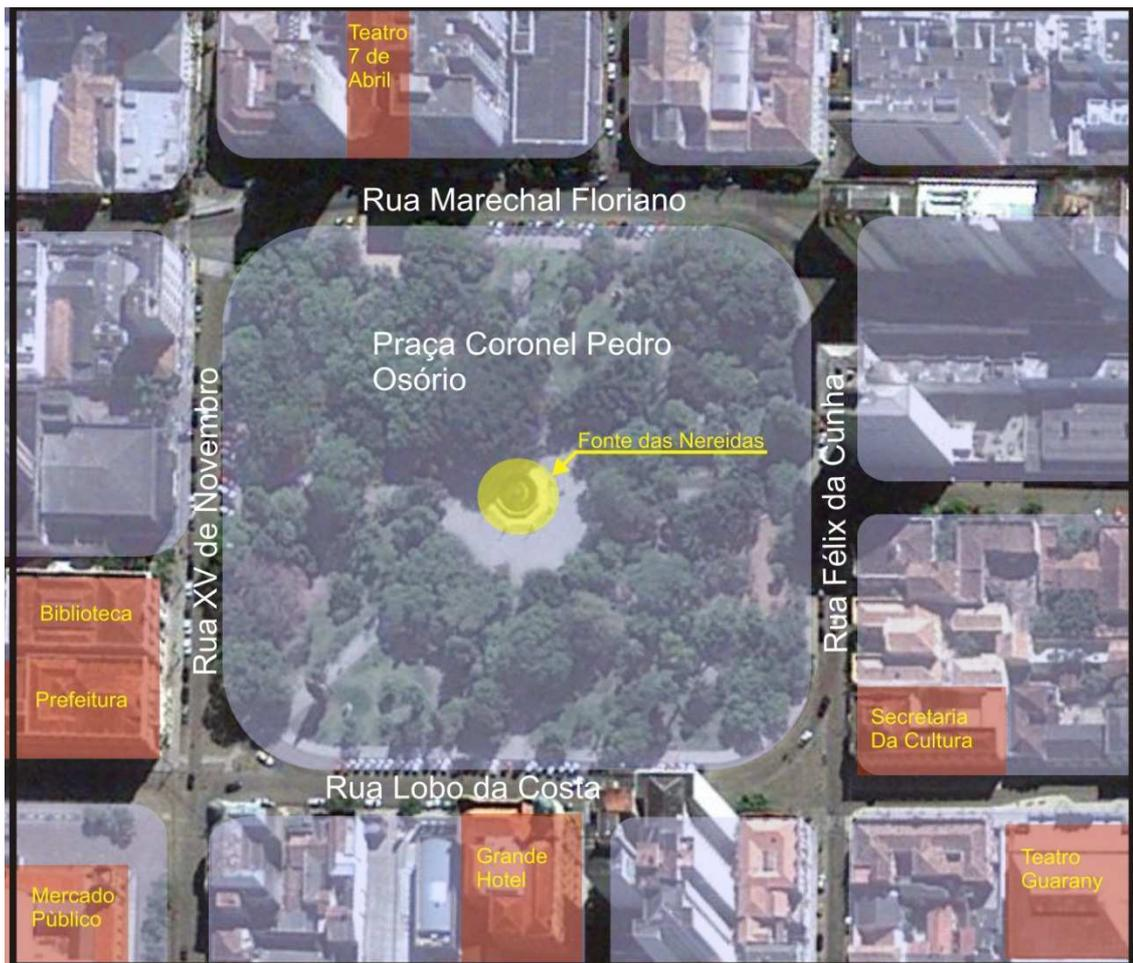 Teatro
7 de
Abril
Rua Marechal Floriano
Praça Coronel Pedro
Osório
Fonte das Nereidas
Rua XV de Novembro
Rua Félix da Cunha
Biblioteca
Prefeitura
Secretaria
Da Cultura
Rua Lobo da Costa
Grande
Hotel
Teatro
Guarany
Mercado
Pùblico